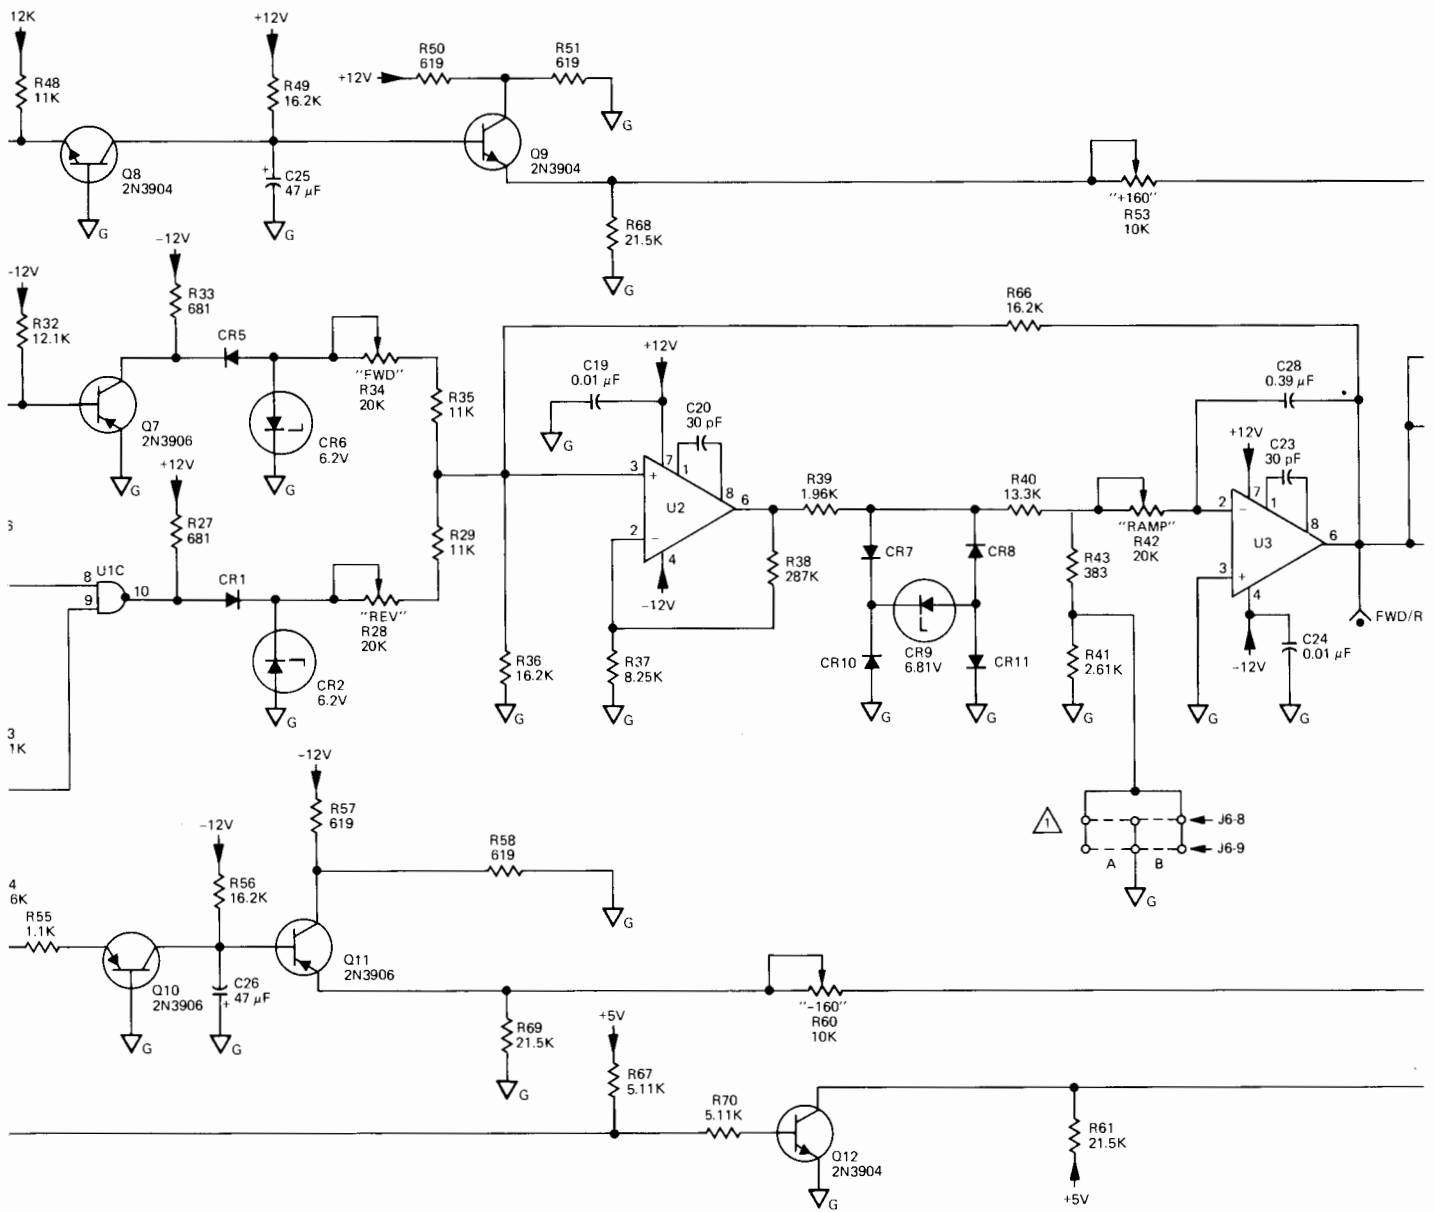 12K
+12V
R48
11K
R49
16.2K
R50
619
R51
619
+12V
G
Q8
2N3904
G
+
C25
47 µF
G
Q9
2N3904
R68
21.5K
G
"+160"
R53
10K
-12V
-12V
R33
681
R32
12.1K
CR5
"FWD"
R34
20K
R35
11K
Q7
2N3906
G
CR6
6.2V
G
+12V
R27
681
R66
16.2K
C19
0.01 µF
+12V
G
C20
30 pF
7
1
8
3
+
U2
6
2
−
4
-12V
R39
1.96K
R40
13.3K
"RAMP"
R42
20K
C28
0.39 µF
+12V
C23
30 pF
7
1
8
2
−
U3
6
3
+
4
-12V
C24
0.01 µF
G
G
FWD/R
6
U1C
8
9
10
CR1
"REV"
R28
20K
R29
11K
CR2
6.2V
G
R36
16.2K
G
R38
287K
R37
8.25K
G
CR7
CR8
CR9
6.81V
CR10
CR11
G
G
R43
383
R41
2.61K
G
3
1K
1
J6-8
J6-9
A
B
G
-12V
R57
619
R58
619
G
-12V
R56
16.2K
4
6K
R55
1.1K
Q10
2N3906
G
C26
47 µF
+
G
Q11
2N3906
R69
21.5K
G
"-160"
R60
10K
+5V
R67
5.11K
R70
5.11K
Q12
2N3904
G
R61
21.5K
+5V